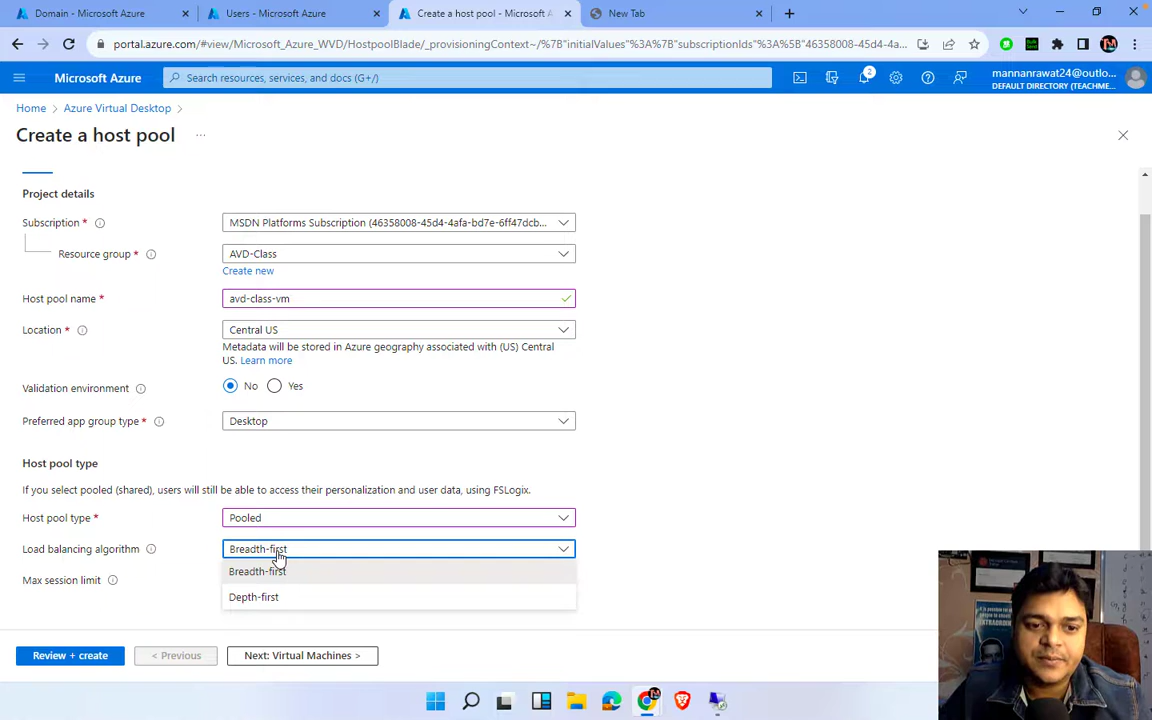 Domain - Microsoft Azure
Users - Microsoft Azure
Create a host pool - Microsoft A
New Tab
portal.azure.com/#view/Microsoft_Azure_WVD/HostpoolBlade/_provisioningContext~/%7B"initialValues"%3A%7B"subscriptionIds"%3A%5B"46358008-45d4-4a...
Microsoft Azure
Search resources, services, and docs (G+/)
2
mannanrawat24@outlo...
DEFAULT DIRECTORY (TEACHME...
Home > Azure Virtual Desktop >
Create a host pool ...
Project details
Subscription *
MSDN Platforms Subscription (46358008-45d4-4afa-bd7e-6ff47dcb...
Resource group *
AVD-Class
Create new
Host pool name *
avd-class-vm
Location *
Central US
Metadata will be stored in Azure geography associated with (US) Central
US. Learn more
Validation environment
No
Yes
Preferred app group type *
Desktop
Host pool type
If you select pooled (shared), users will still be able to access their personalization and user data, using FSLogix.
Host pool type *
Pooled
Load balancing algorithm
Breadth-first
Breadth-first
Max session limit
Depth-first
Review + create
< Previous
Next: Virtual Machines >
EXTRAORDIN